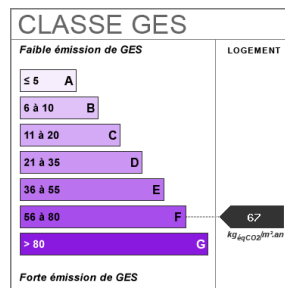 CLASSE GES
Faible émission de GES
LOGEMENT
≤ 5 A
6 à 10 B
11 à 20 C
21 à 35 D
36 à 55 E
56 à 80 F
67
kgéqCO2/m².an
> 80 G
Forte émission de GES